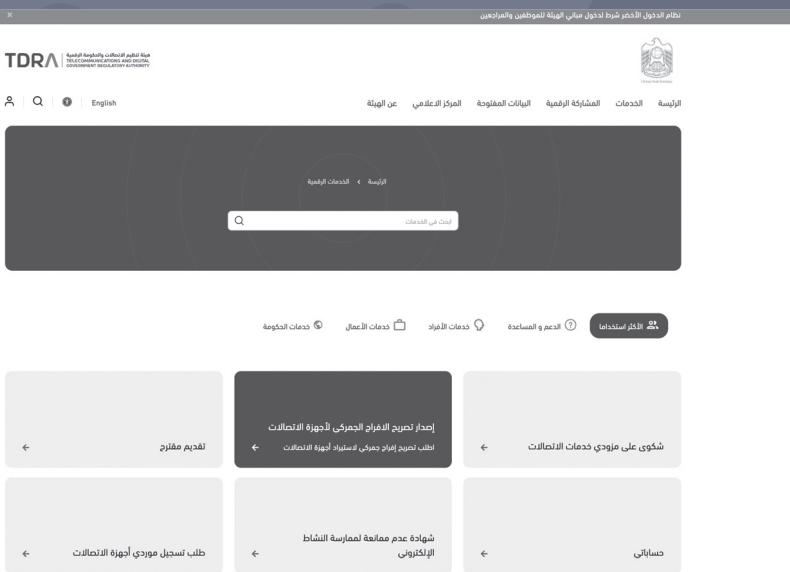 نظام الدخول الأخضر شرط لدخول مباني الهيئة للموظفين والمراجعين
×
TDRA
هيئة تنظيم الاتصالات والحكومة الرقمية
TELECOMMUNICATIONS AND DIGITAL
GOVERNMENT REGULATORY AUTHORITY
الرئيسة الخدمات المشاركة الرقمية البيانات المفتوحة المركز الاعلامي عن الهيئة English
الرئيسة › الخدمات الرقمية
ابحث في الخدمات
الأكثر استخداما الدعم و المساعدة خدمات الأفراد خدمات الأعمال خدمات الحكومة
شكوى على مزودي خدمات الاتصالات
إصدار تصريح الافراج الجمركي لأجهزة الاتصالات
اطلب تصريح إفراج جمركي لاستيراد أجهزة الاتصالات
تقديم مقترح
حساباتي
شهادة عدم ممانعة لممارسة النشاط
الإلكتروني
طلب تسجيل موردي أجهزة الاتصالات